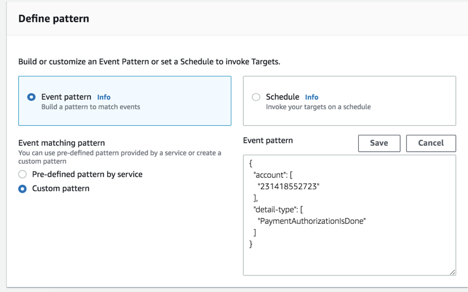 Define pattern
Build or customize an Event Pattern or set a Schedule to invoke Targets.
Event pattern Info
Build a pattern to match events
Schedule Info
Invoke your targets on a schedule
Event matching pattern
You can use pre-defined pattern provided by a service or create a
custom pattern
Pre-defined pattern by service
Custom pattern
Event pattern
Save
Cancel
{
"account": [
"231418552723"
],
"detail-type": [
"PaymentAuthorizationIsDone"
]
}